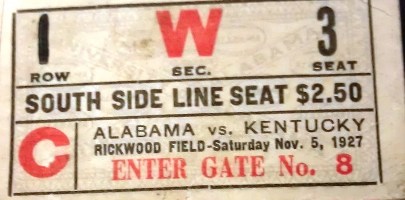 1 W 3
ROW SEC. SEAT
SOUTH SIDE LINE SEAT $2.50
C ALABAMA vs. KENTUCKY
RICKWOOD FIELD-Saturday Nov. 5, 1927
ENTER GATE No. 8